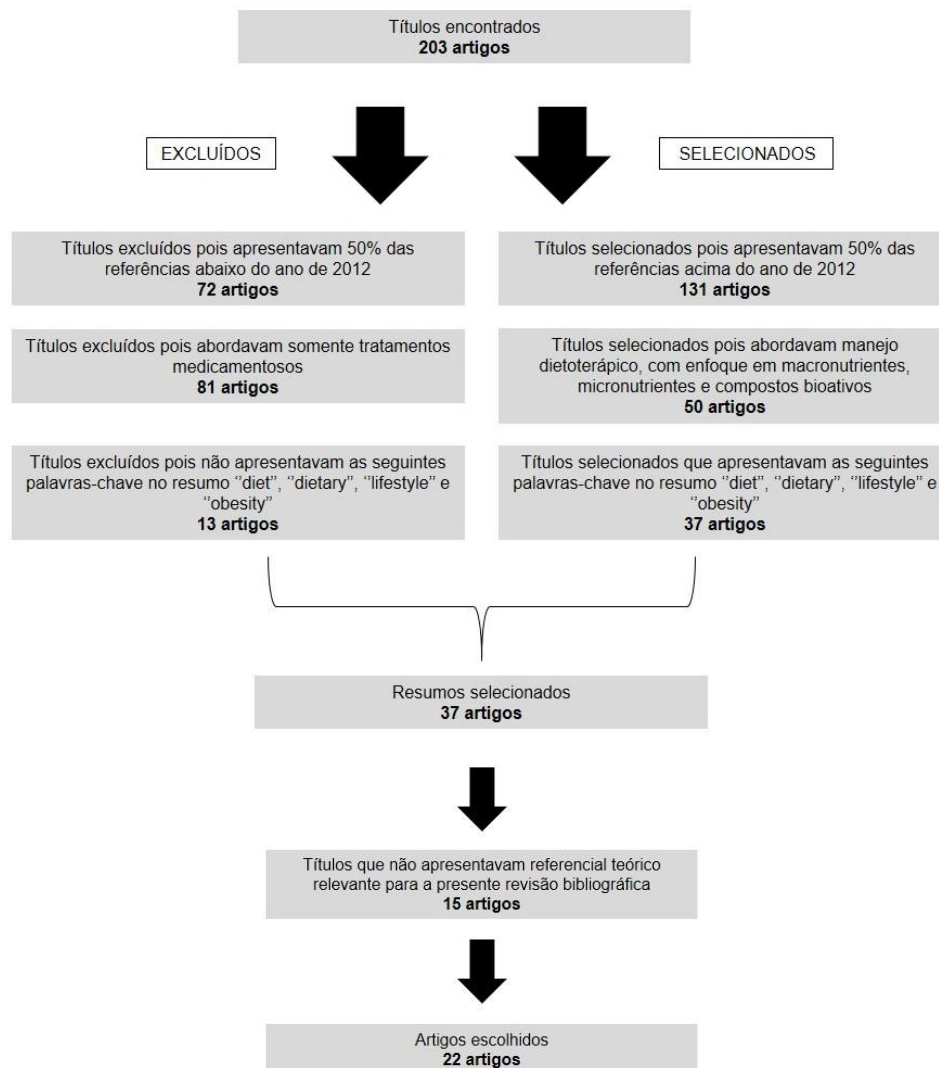 Títulos encontrados
203 artigos
EXCLUÍDOS
SELECIONADOS
Títulos excluídos pois apresentavam 50% das
referências abaixo do ano de 2012
72 artigos
Títulos selecionados pois apresentavam 50% das
referências acima do ano de 2012
131 artigos
Títulos excluídos pois abordavam somente tratamentos
medicamentosos
81 artigos
Títulos selecionados pois abordavam manejo
dietoterápico, com enfoque em macronutrientes,
micronutrientes e compostos bioativos
50 artigos
Títulos excluídos pois não apresentavam as seguintes
palavras-chave no resumo ‘‘diet’’, ‘‘dietary’’, ‘‘lifestyle’’ e
‘‘obesity’’
13 artigos
Títulos selecionados que apresentavam as seguintes
palavras-chave no resumo ‘‘diet’’, ‘‘dietary’’, ‘‘lifestyle’’ e
‘‘obesity’’
37 artigos
Resumos selecionados
37 artigos
Títulos que não apresentavam referencial teórico
relevante para a presente revisão bibliográfica
15 artigos
Artigos escolhidos
22 artigos